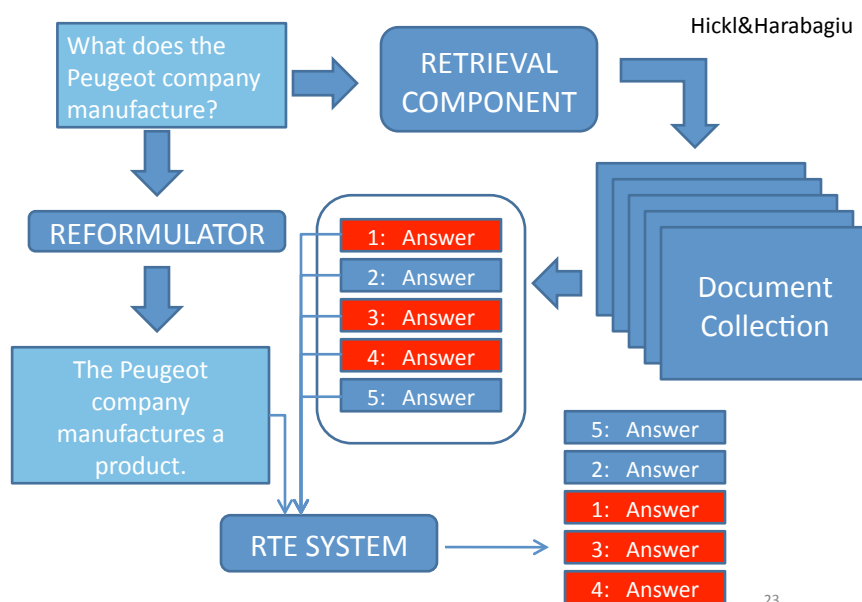 Hickl&Harabagiu
What does the
Peugeot company
manufacture?
RETRIEVAL
COMPONENT
REFORMULATOR
1: Answer
2: Answer
3: Answer
4: Answer
5: Answer
Document
Collection
The Peugeot
company
manufactures a
product.
RTE SYSTEM
5: Answer
2: Answer
1: Answer
3: Answer
4: Answer
23